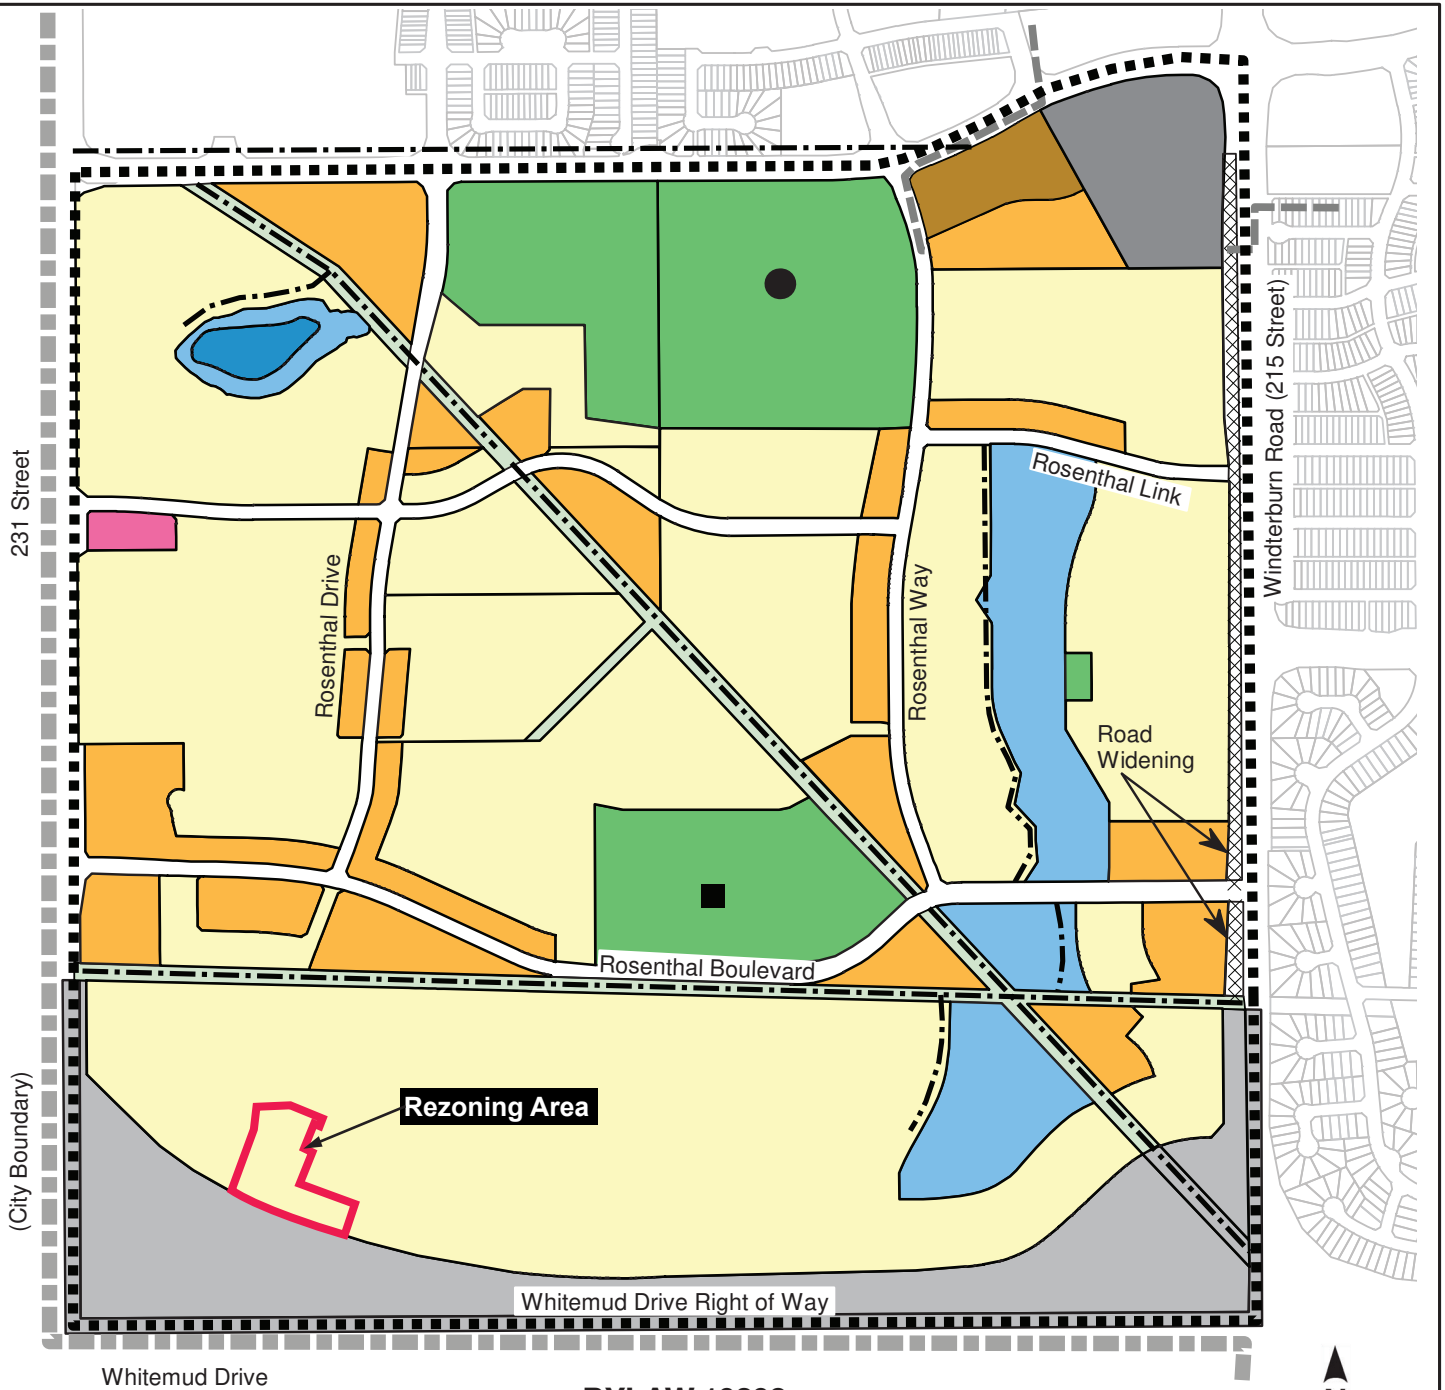 Rosenthal Link
Windterburn Road (215 Street)
231 Street
Rosenthal Drive
Rosenthal Way
Road
Widening
Rosenthal Boulevard
(City Boundary)
Rezoning Area
Whitemud Drive Right of Way
Whitemud Drive